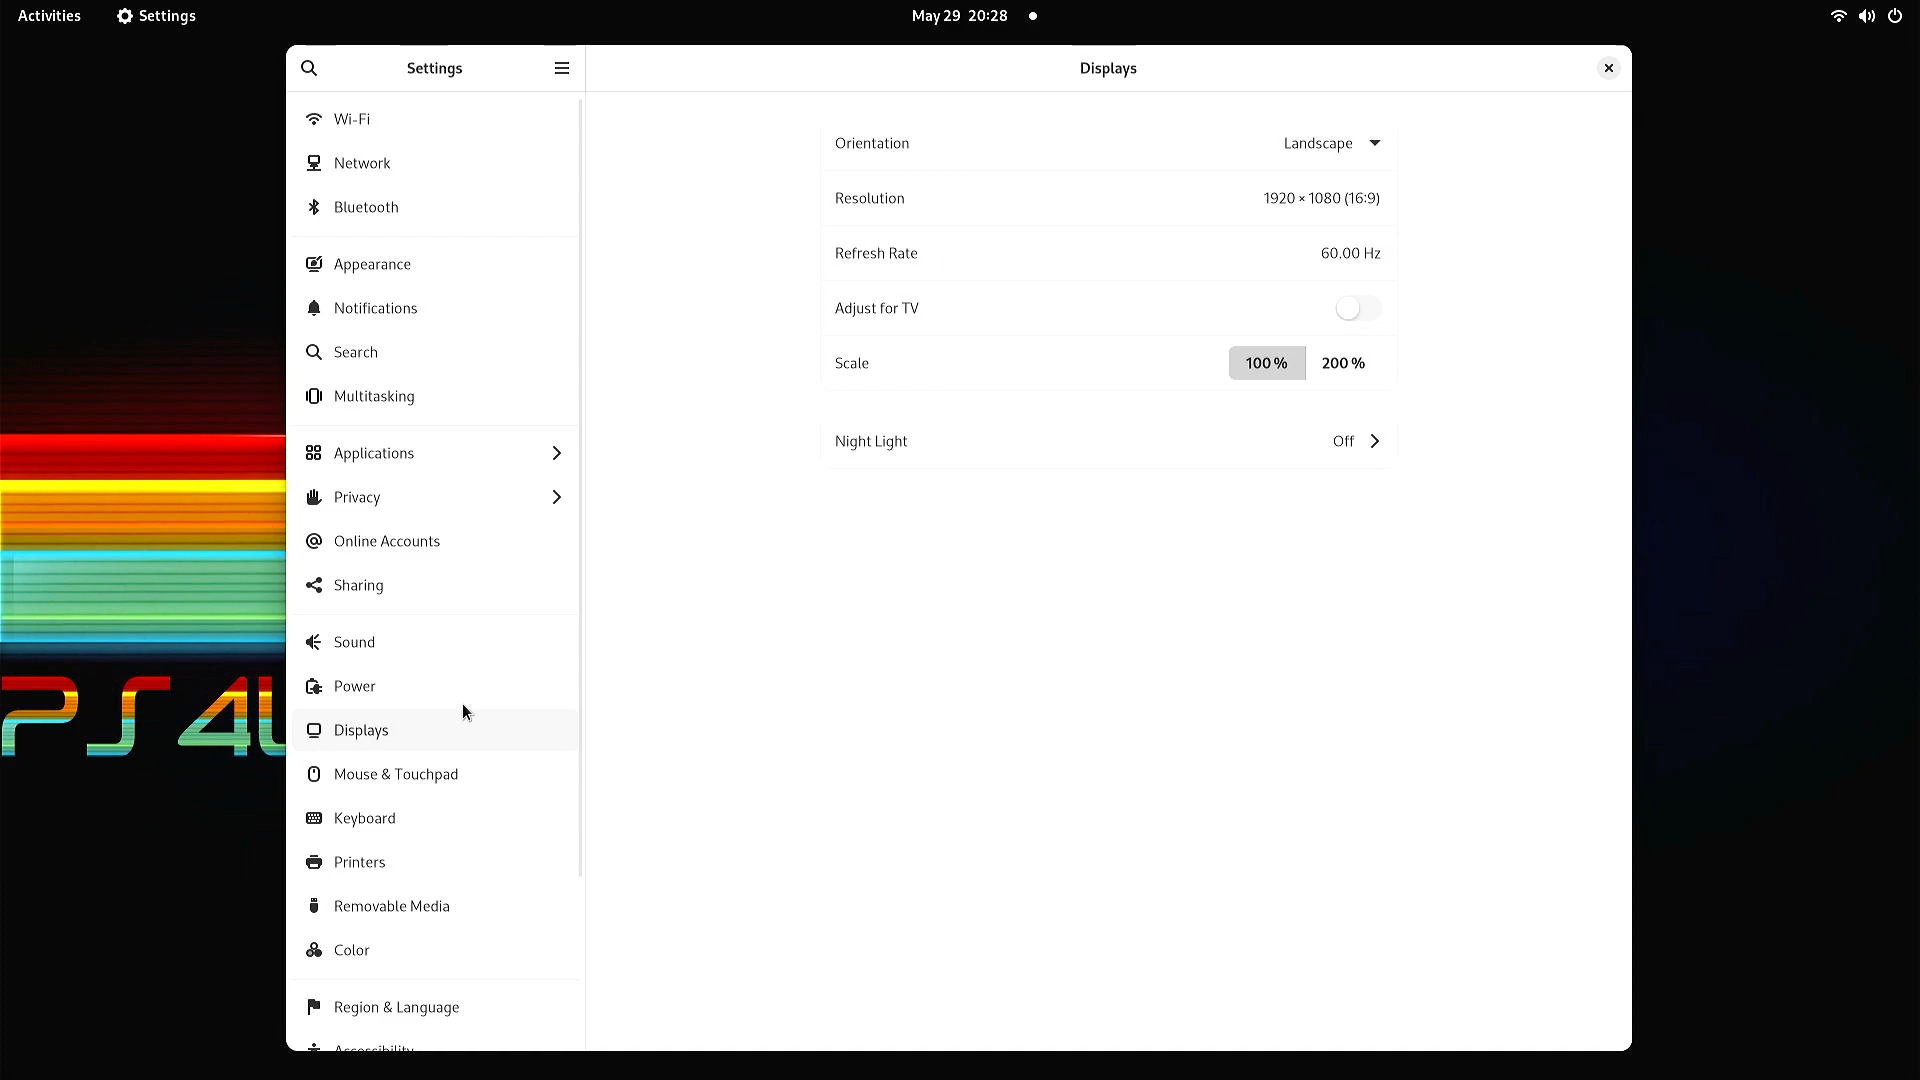 Activities
Settings
May 29 20:28
Settings
Displays
Wi-Fi
Network
Bluetooth
Appearance
Notifications
Search
Multitasking
Applications
Privacy
Online Accounts
Sharing
Sound
Power
Displays
Mouse & Touchpad
Keyboard
Printers
Removable Media
Color
Region & Language
Accessibility
Orientation Landscape
Resolution 1920 × 1080 (16:9)
Refresh Rate 60.00 Hz
Adjust for TV
Scale 100 % 200 %
Night Light Off
PS4